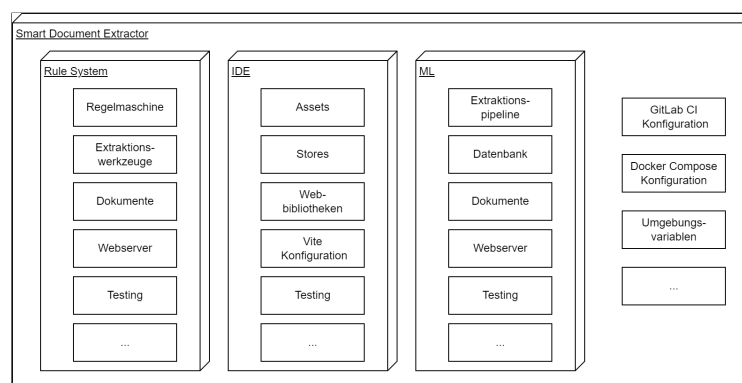 Smart Document Extractor
Rule System
Regelmaschine
Extraktions-
werkzeuge
Dokumente
Webserver
Testing
...
IDE
Assets
Stores
Web-
bibliotheken
Vite
Konfiguration
Testing
...
ML
Extraktions-
pipeline
Datenbank
Dokumente
Webserver
Testing
...
GitLab CI
Konfiguration
Docker Compose
Konfiguration
Umgebungs-
variablen
...